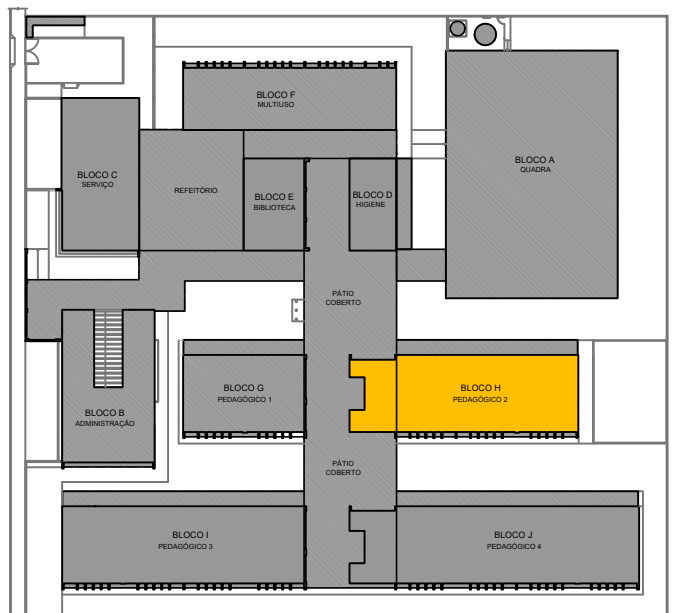 BLOCO F
MULTIUSO
BLOCO A
QUADRA
BLOCO C
SERVIÇO
REFEITÓRIO
BLOCO E
BIBLIOTECA
BLOCO D
HIGIENE
PÁTIO
COBERTO
BLOCO G
PEDAGÓGICO 1
BLOCO H
PEDAGÓGICO 2
BLOCO B
ADMINISTRAÇÃO
PÁTIO
COBERTO
BLOCO I
PEDAGÓGICO 3
BLOCO J
PEDAGÓGICO 4